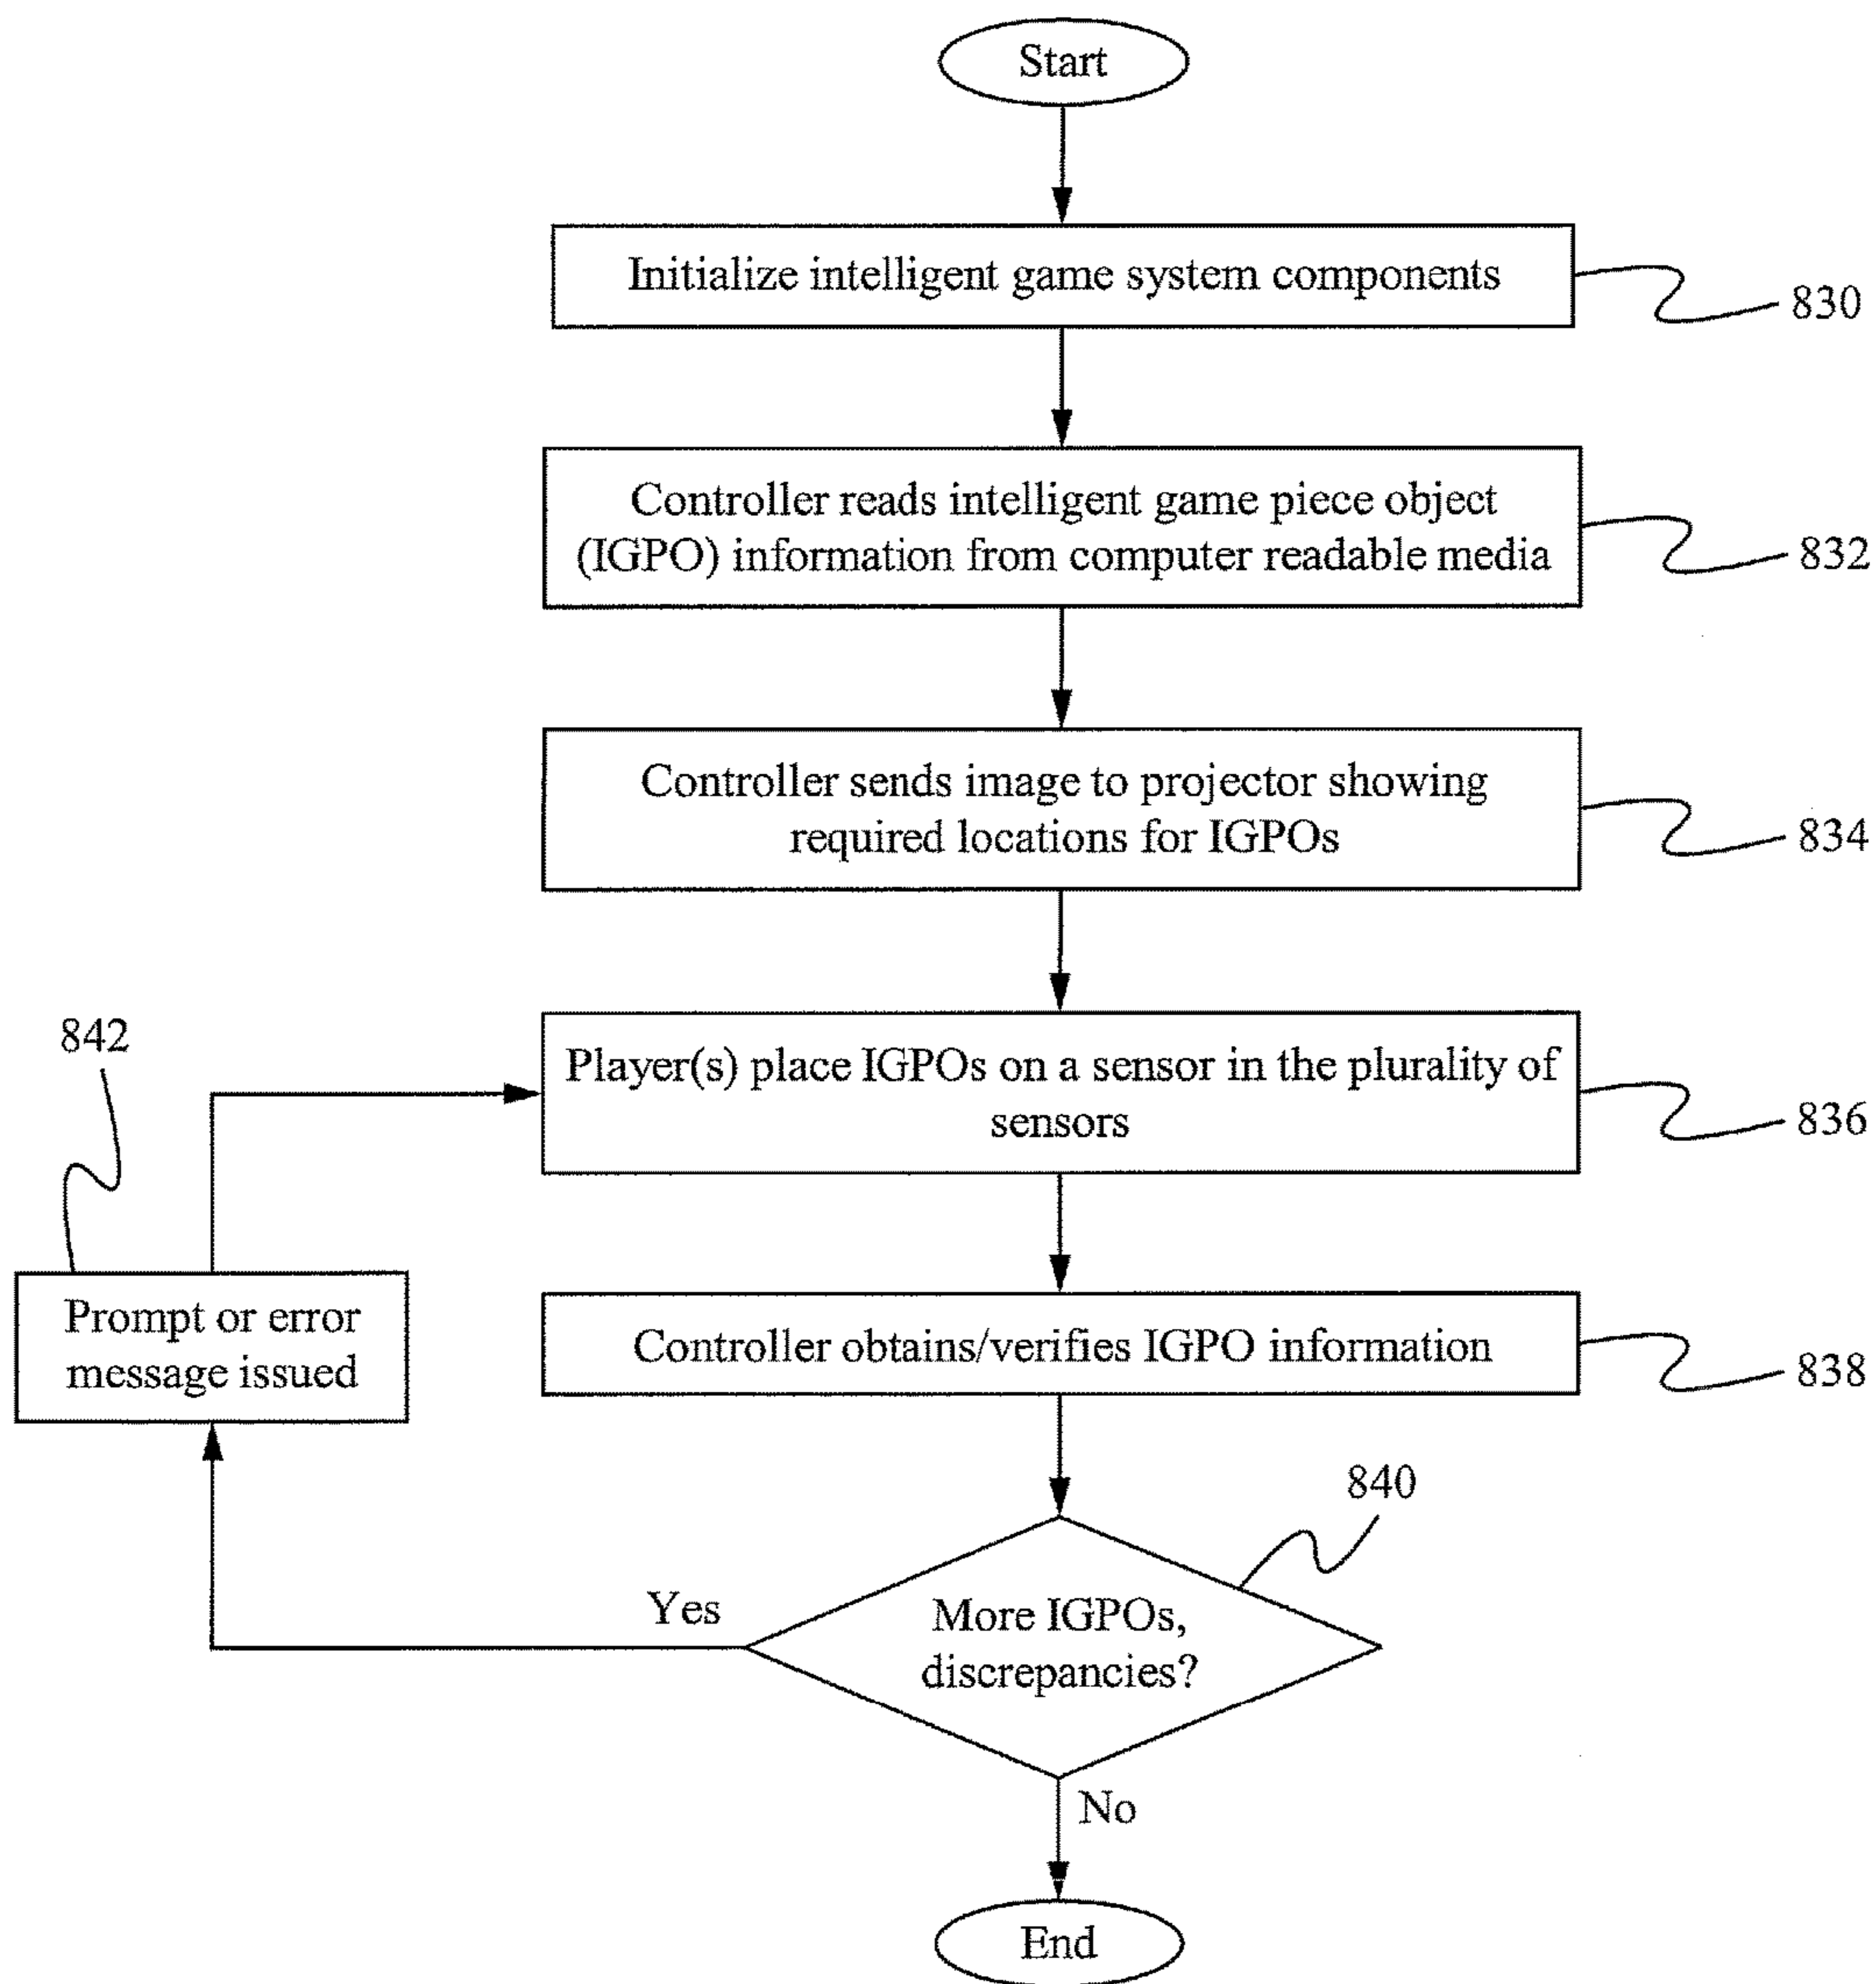 Start
Initialize intelligent game system components
830
Controller reads intelligent game piece object
(IGPO) information from computer readable media
832
Controller sends image to projector showing
required locations for IGPOs
834
842
Player(s) place IGPOs on a sensor in the plurality of
sensors
836
Prompt or error
message issued
Controller obtains/verifies IGPO information
838
840
Yes
More IGPOs,
discrepancies?
No
End